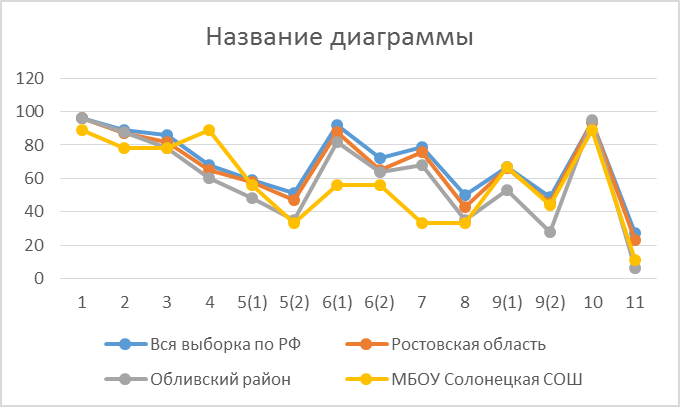 Название диаграммы
120
100
80
60
40
20
0
1 2 3 4 5(1) 5(2) 6(1) 6(2) 7 8 9(1) 9(2) 10 11
Вся выборка по РФ Ростовская область
Обливский район МБОУ Солонецкая СОШ